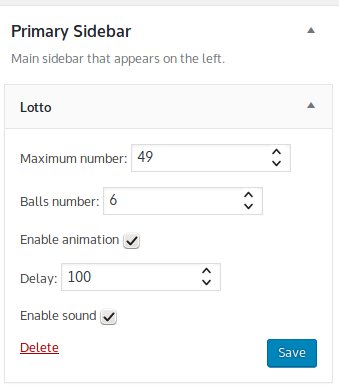 Primary Sidebar
Main sidebar that appears on the left.
Lotto
Maximum number: 49
Balls number: 6
Enable animation
Delay: 100
Enable sound
Delete Save